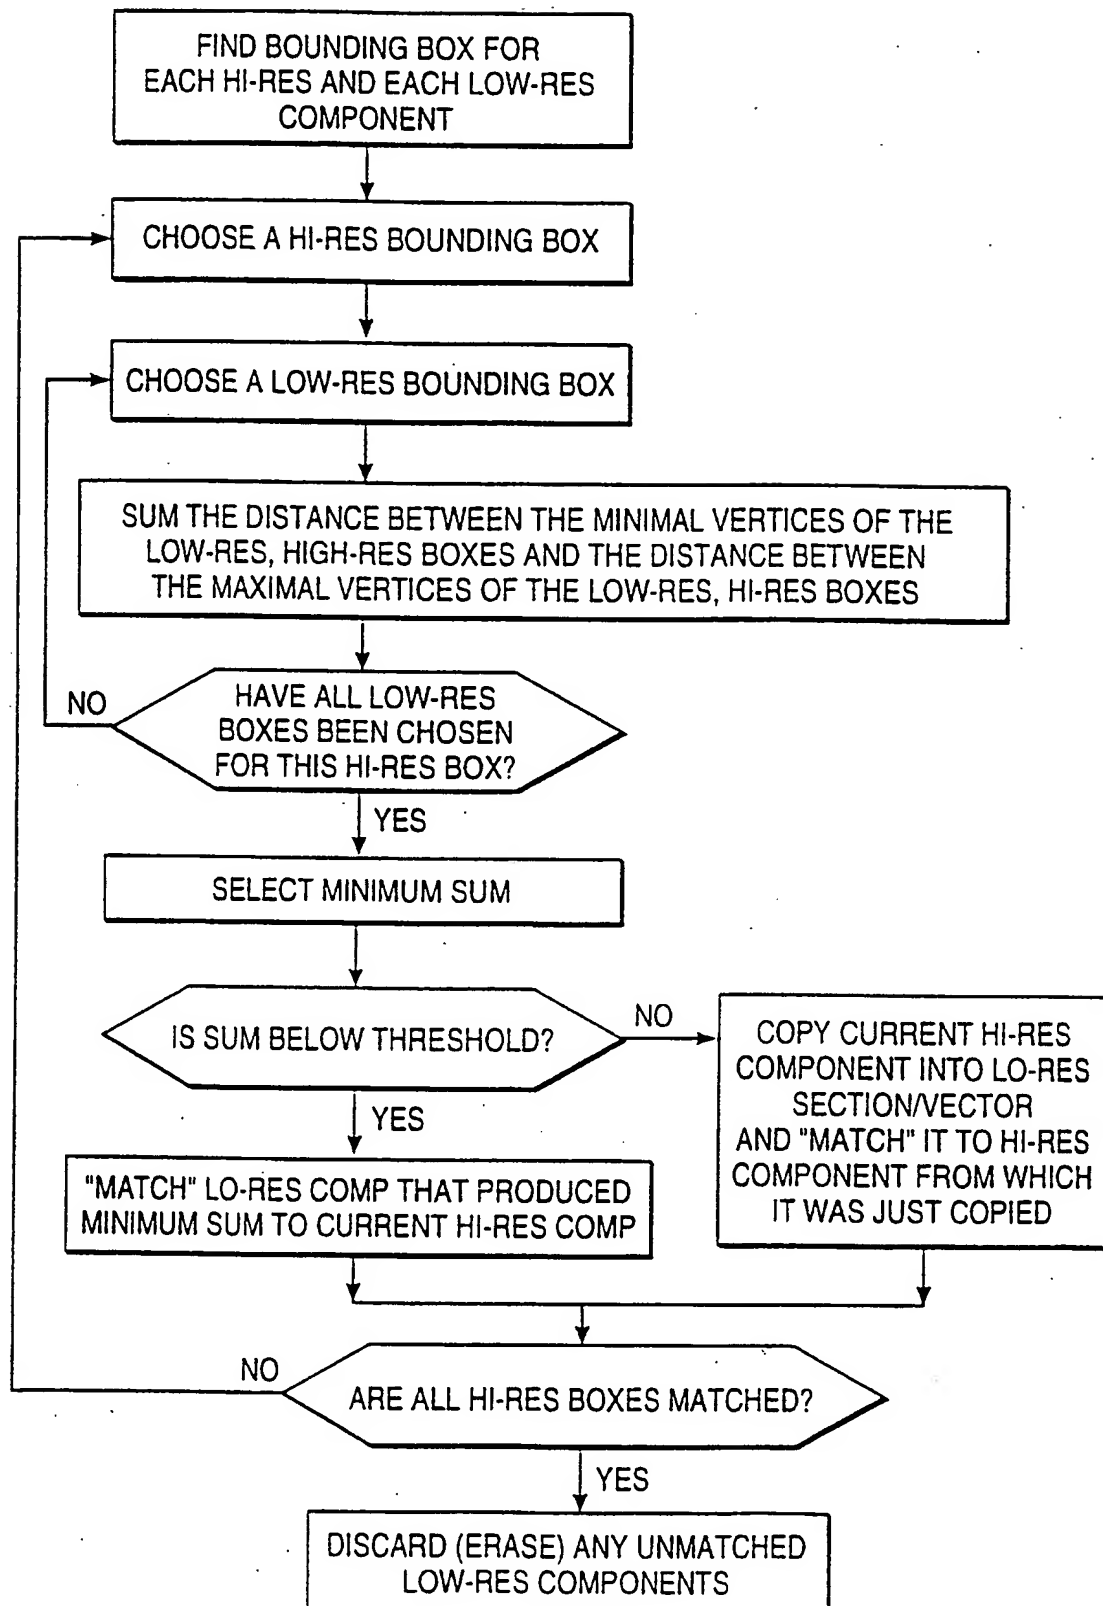 FIND BOUNDING BOX FOR
EACH HI-RES AND EACH LOW-RES
COMPONENT
CHOOSE A HI-RES BOUNDING BOX
CHOOSE A LOW-RES BOUNDING BOX
SUM THE DISTANCE BETWEEN THE MINIMAL VERTICES OF THE
LOW-RES, HIGH-RES BOXES AND THE DISTANCE BETWEEN
THE MAXIMAL VERTICES OF THE LOW-RES, HI-RES BOXES
NO
HAVE ALL LOW-RES
BOXES BEEN CHOSEN
FOR THIS HI-RES BOX?
YES
SELECT MINIMUM SUM
IS SUM BELOW THRESHOLD?
NO
YES
COPY CURRENT HI-RES
COMPONENT INTO LO-RES
SECTION/VECTOR
AND "MATCH" IT TO HI-RES
COMPONENT FROM WHICH
IT WAS JUST COPIED
"MATCH" LO-RES COMP THAT PRODUCED
MINIMUM SUM TO CURRENT HI-RES COMP
NO
ARE ALL HI-RES BOXES MATCHED?
YES
DISCARD (ERASE) ANY UNMATCHED
LOW-RES COMPONENTS